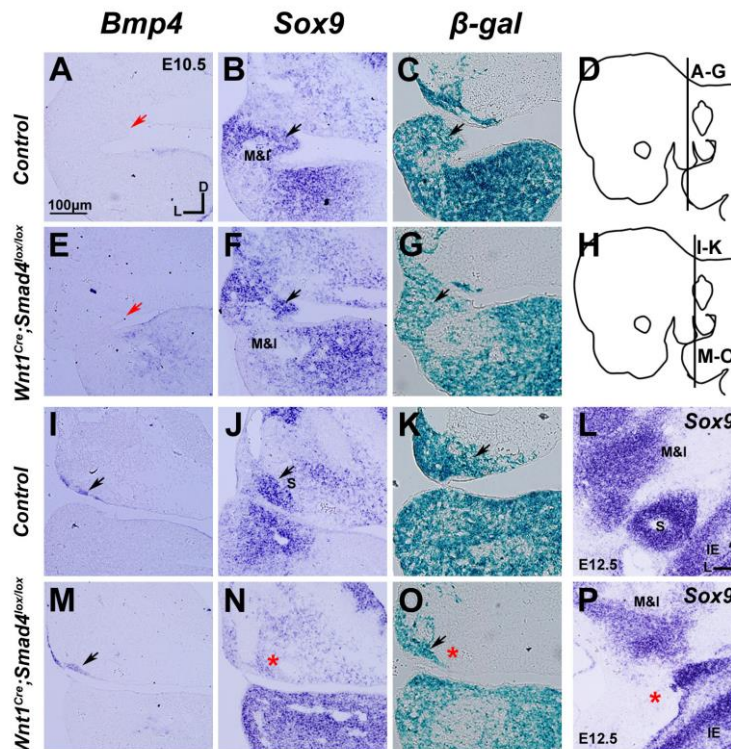 Bmp4 Sox9 β-gal
Control
A E10.5 B C D A-G
M&I
100µm D L
Wnt1Cre;Smad4lox/lox
E F G H I-K
M&I
M-O
Control
I J K L Sox9
M&I
S
S
IE
E12.5 L
Wnt1Cre;Smad4lox/lox
M N O P Sox9
M&I
*
*
*
E12.5 IE